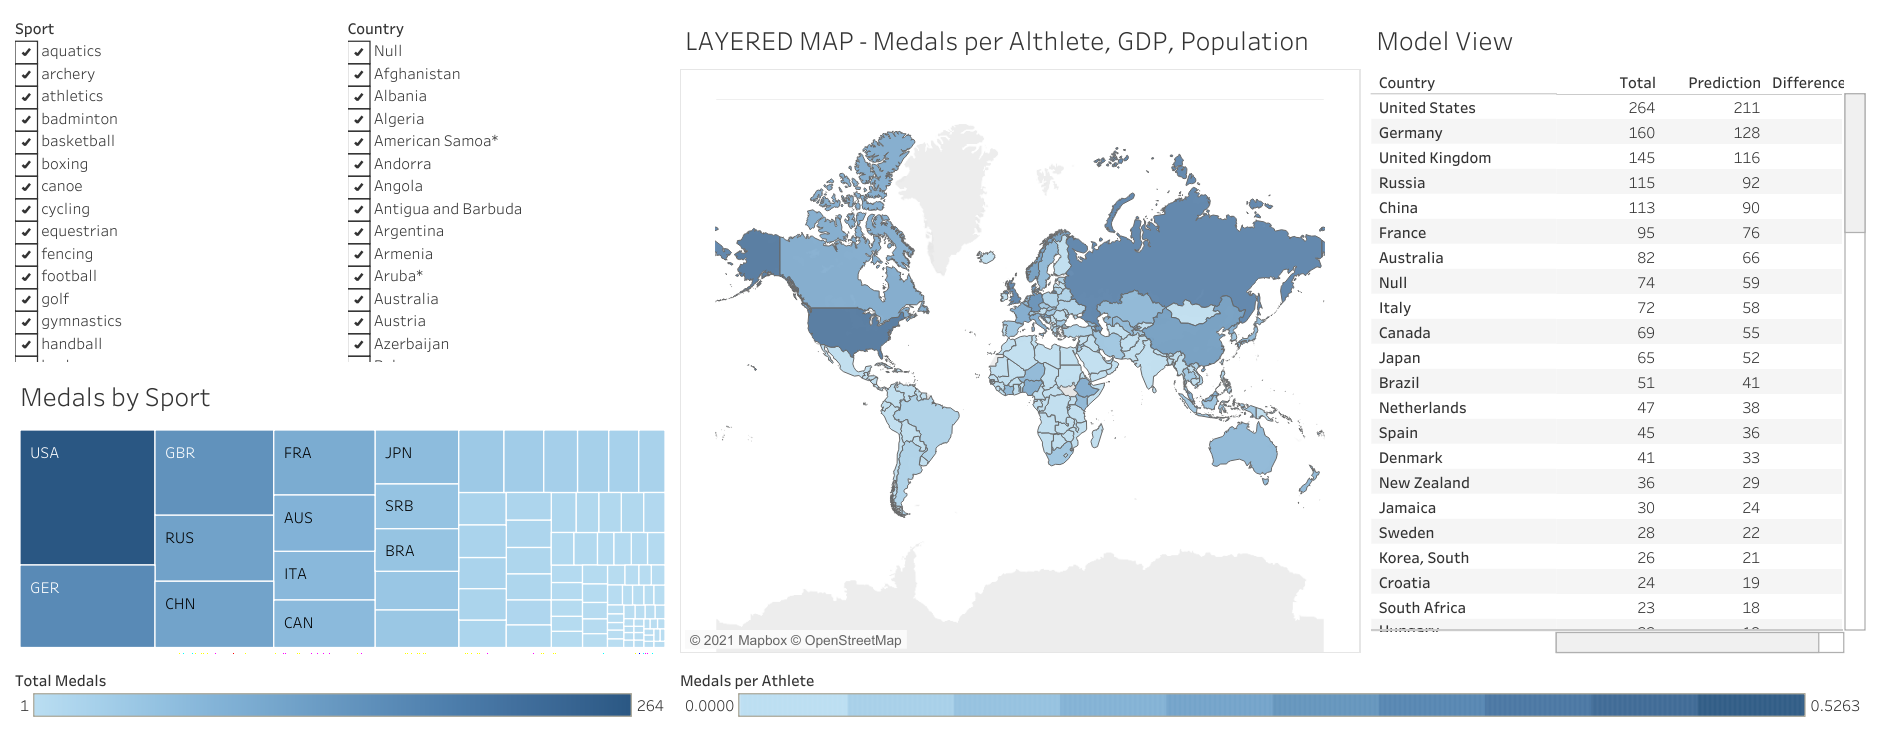 Sport
aquatics
archery
athletics
badminton
basketball
boxing
canoe
cycling
equestrian
fencing
football
golf
gymnastics
handball
Country
Null
Afghanistan
Albania
Algeria
American Samoa*
Andorra
Angola
Antigua and Barbuda
Argentina
Armenia
Aruba*
Australia
Austria
Azerbaijan
Medals by Sport
USA
GER
GBR
RUS
CHN
FRA
AUS
ITA
CAN
JPN
SRB
BRA
Total Medals
1 264
LAYERED MAP - Medals per Althlete, GDP, Population
© 2021 Mapbox © OpenStreetMap
Medals per Athlete
0.0000 0.5263
Model View
Country Total Prediction Difference
United States 264 211
Germany 160 128
United Kingdom 145 116
Russia 115 92
China 113 90
France 95 76
Australia 82 66
Null 74 59
Italy 72 58
Canada 69 55
Japan 65 52
Brazil 51 41
Netherlands 47 38
Spain 45 36
Denmark 41 33
New Zealand 36 29
Jamaica 30 24
Sweden 28 22
Korea, South 26 21
Croatia 24 19
South Africa 23 18